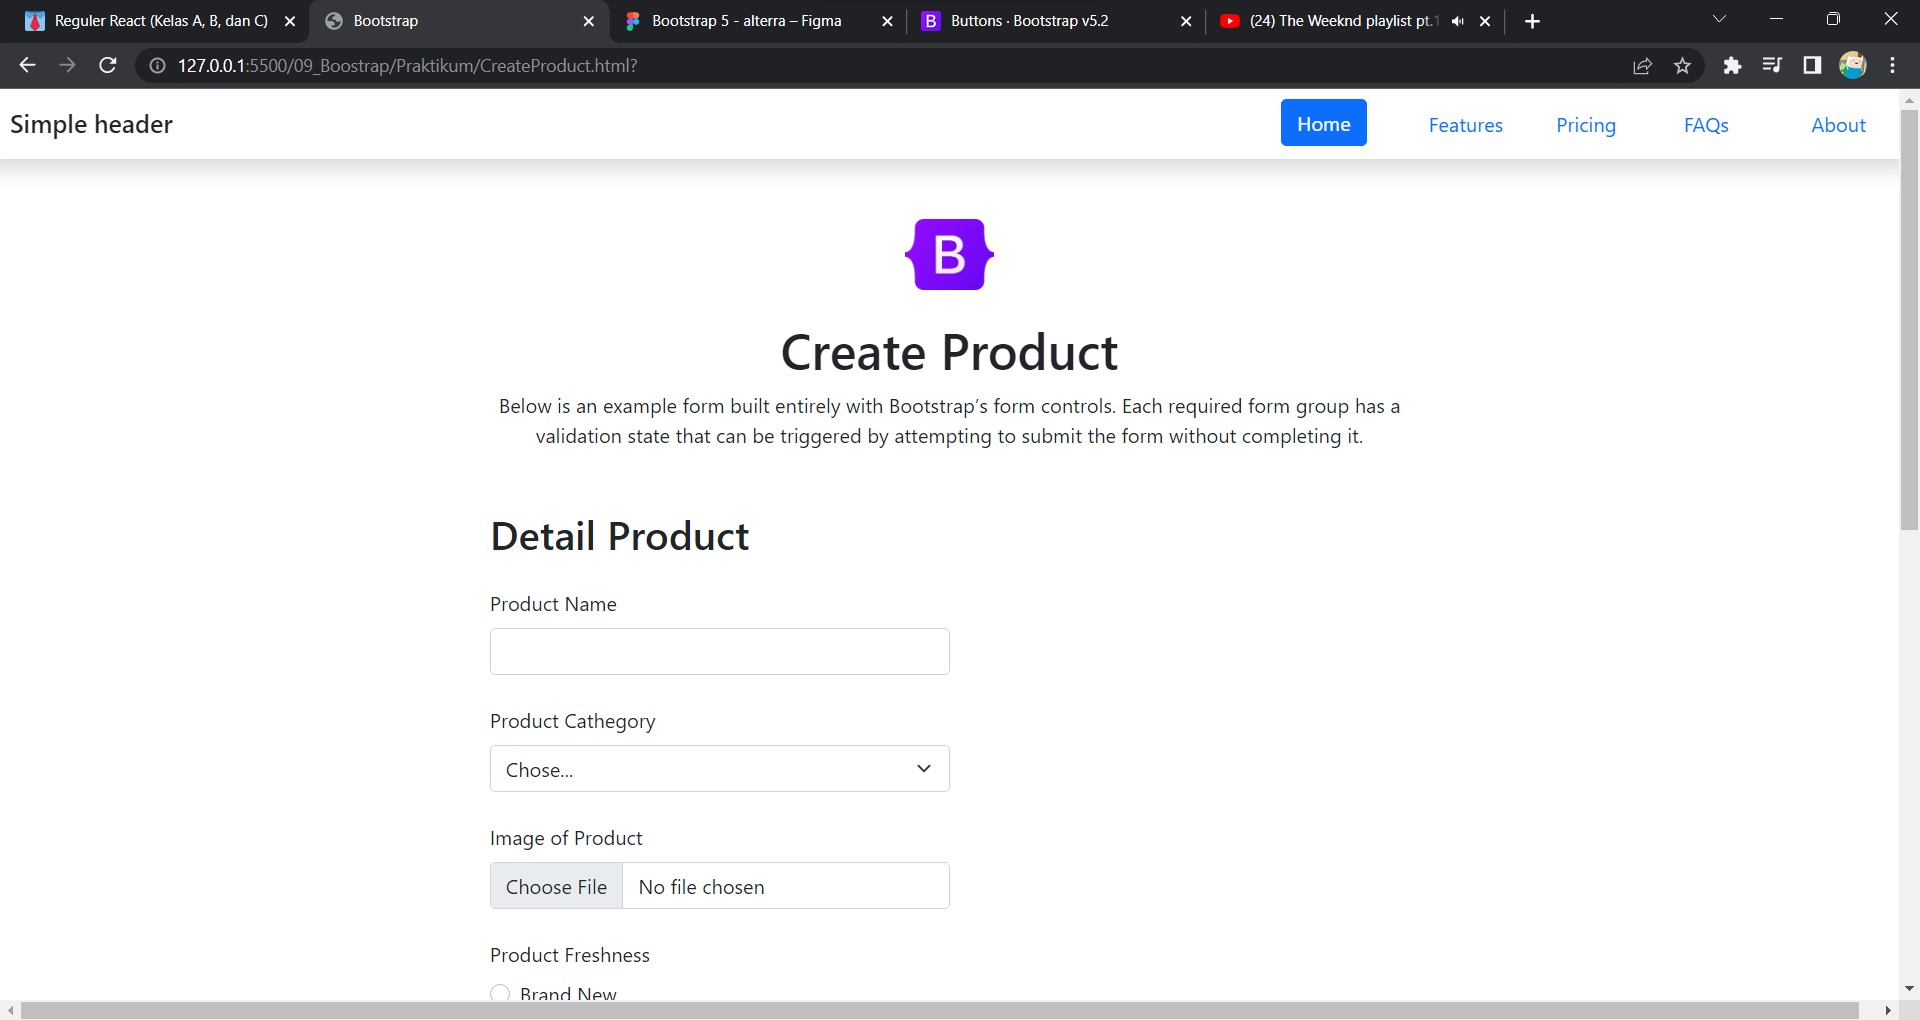 Reguler React (Kelas A, B, dan C)
Bootstrap
Bootstrap 5 - alterra – Figma
B Buttons · Bootstrap v5.2
(24) The Weeknd playlist pt.1
127.0.0.1:5500/09_Boostrap/Praktikum/CreateProduct.html?
Simple header
Home Features Pricing FAQs About
B
Create Product
Below is an example form built entirely with Bootstrap’s form controls. Each required form group has a
validation state that can be triggered by attempting to submit the form without completing it.
Detail Product
Product Name
Product Cathegory
Chose...
Image of Product
Choose File No file chosen
Product Freshness
Brand New